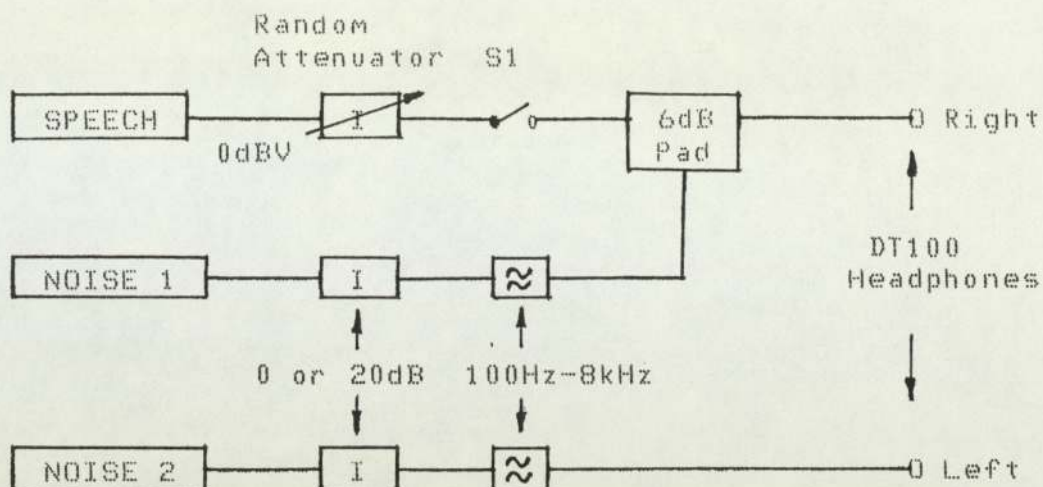 Random
Attenuator S1
SPEECH
I
6dB
Pad
O Right
0dBV
DT100
Headphones
NOISE 1
I
≈
0 or 20dB 100Hz-8kHz
NOISE 2
I
≈
O Left